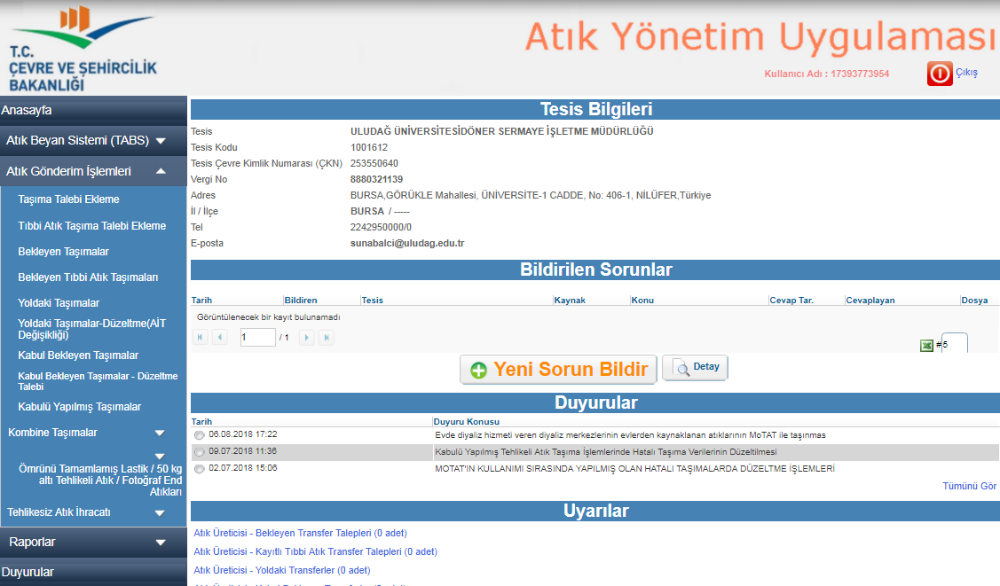 T.C.
ÇEVRE VE ŞEHİRCİLİK
BAKANLIĞI
Atık Yönetim Uygulaması
Kullanıcı Adı : 17393773954
Çıkış
Anasayfa
Atık Beyan Sistemi (TABS)
Atık Gönderim İşlemleri
Taşıma Talebi Ekleme
Tıbbi Atık Taşıma Talebi Ekleme
Bekleyen Taşımalar
Bekleyen Tıbbi Atık Taşımaları
Yoldaki Taşımalar
Yoldaki Taşımalar-Düzeltme(AİT
Değişikliği)
Kabul Bekleyen Taşımalar
Kabul Bekleyen Taşımalar - Düzeltme
Talebi
Kabulü Yapılmış Taşımalar
Kombine Taşımalar
Ömrünü Tamamlamış Lastik / 50 kg
altı Tehlikeli Atık / Fotoğraf End
Atıkları
Tehlikesiz Atık İhracatı
Raporlar
Duyurular
Tesis Bilgileri
Tesis ULUDAĞ ÜNİVERSİTESİDÖNER SERMAYE İŞLETME MÜDÜRLÜĞÜ
Tesis Kodu 1001612
Tesis Çevre Kimlik Numarası (ÇKN) 253550640
Vergi No 8880321139
Adres BURSA,GÖRÜKLE Mahallesi, ÜNİVERSİTE-1 CADDE, No: 406-1, NİLÜFER,Türkiye
İl / İlçe BURSA / -----
Tel 2242950000/0
E-posta sunabalci@uludag.edu.tr
Bildirilen Sorunlar
Tarih Bildiren Tesis Kaynak Konu Cevap Tar. Cevaplayan Dosya
Görüntülenecek bir kayıt bulunamadı
1 / 1 #5
Yeni Sorun Bildir Detay
Duyurular
Tarih Duyuru Konusu
06.08.2018 17:22 Evde diyaliz hizmeti veren diyaliz merkezlerinin evlerden kaynaklanan atıklarının MoTAT ile taşınmas
09.07.2018 11:36 Kabulü Yapılmış Tehlikeli Atık Taşıma İşlemlerinde Hatalı Taşıma Verilerinin Düzeltilmesi
02.07.2018 15:06 MOTAT'IN KULLANIMI SIRASINDA YAPILMIŞ OLAN HATALI TAŞIMALARDA DÜZELTME İŞLEMLERİ
Tümünü Gör
Uyarılar
Atık Üreticisi - Bekleyen Transfer Talepleri (0 adet)
Atık Üreticisi - Kayıtlı Tıbbi Atık Transfer Talepleri (0 adet)
Atık Üreticisi - Yoldaki Transferler (0 adet)